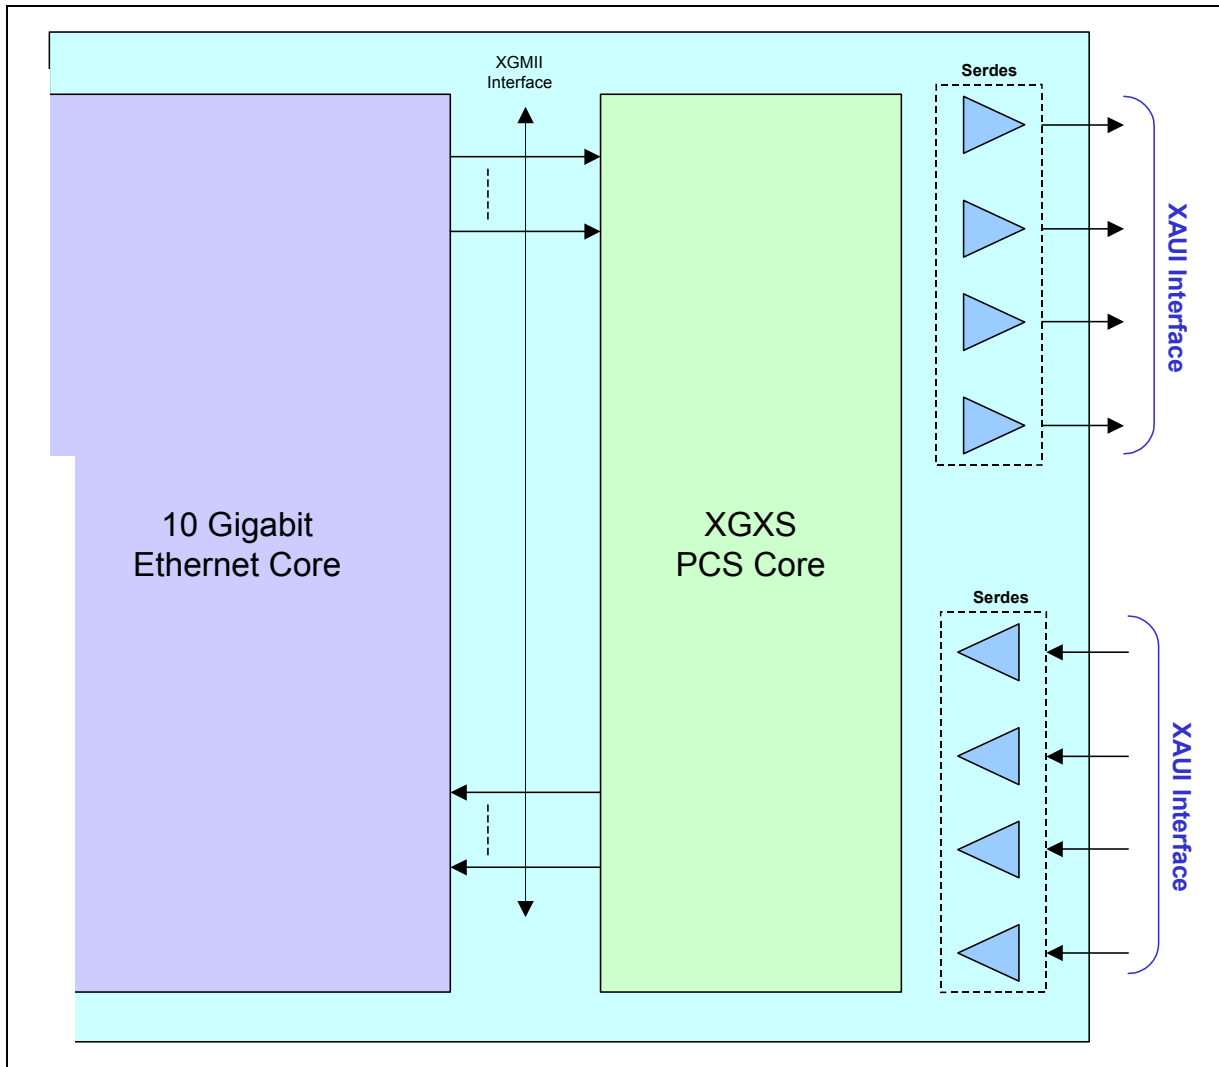 XGMII
Interface
Serdes
XAUI Interface
10 Gigabit
Ethernet Core
XGXS
PCS Core
Serdes
XAUI Interface